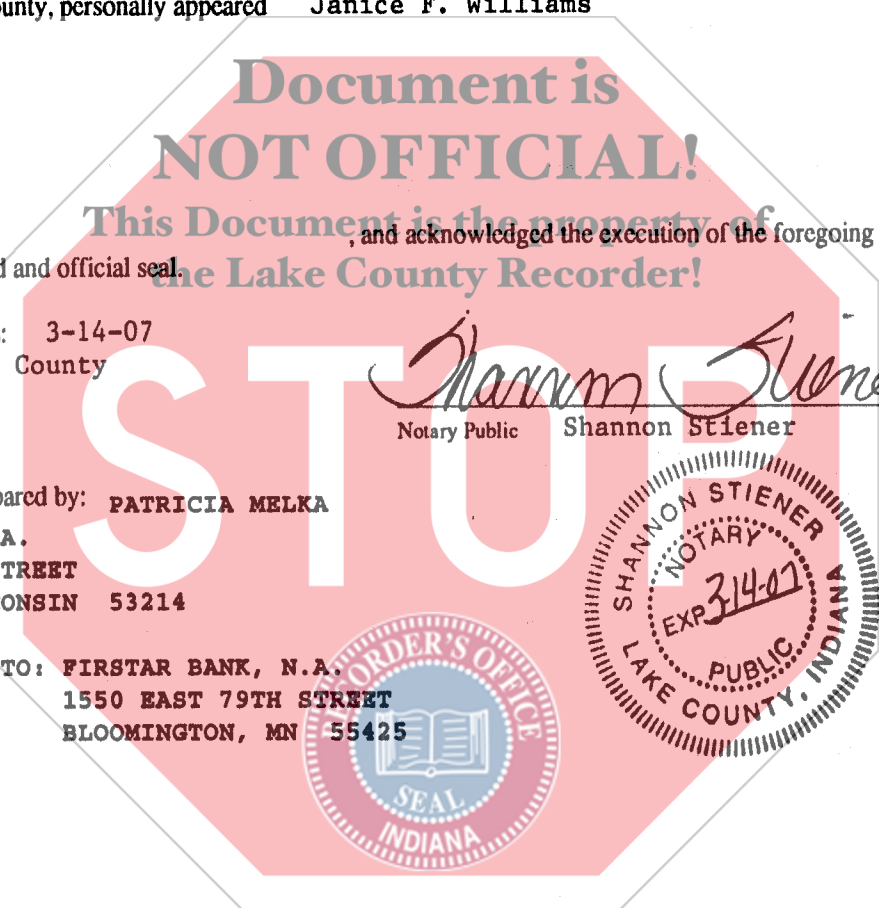 ounty, personally appeared Janice F. Williams
Document is
NOT OFFICIAL!
This Document is the property of
the Lake County Recorder!
, and acknowledged the execution of the foregoing
d and official seal.
: 3-14-07
County
STOP
Shannon Stiene
Notary Public Shannon Stiener
pared by: PATRICIA MELKA
A.
TREET
ONSIN 53214
TO: FIRSTAR BANK, N.A.
1550 EAST 79TH STREET
BLOOMINGTON, MN 55425
SHANNON STIENER
NOTARY
EXP 3-14-07
PUBLIC
LAKE COUNTY, INDIANA
RECORDER'S OFFICE
SEAL
INDIANA